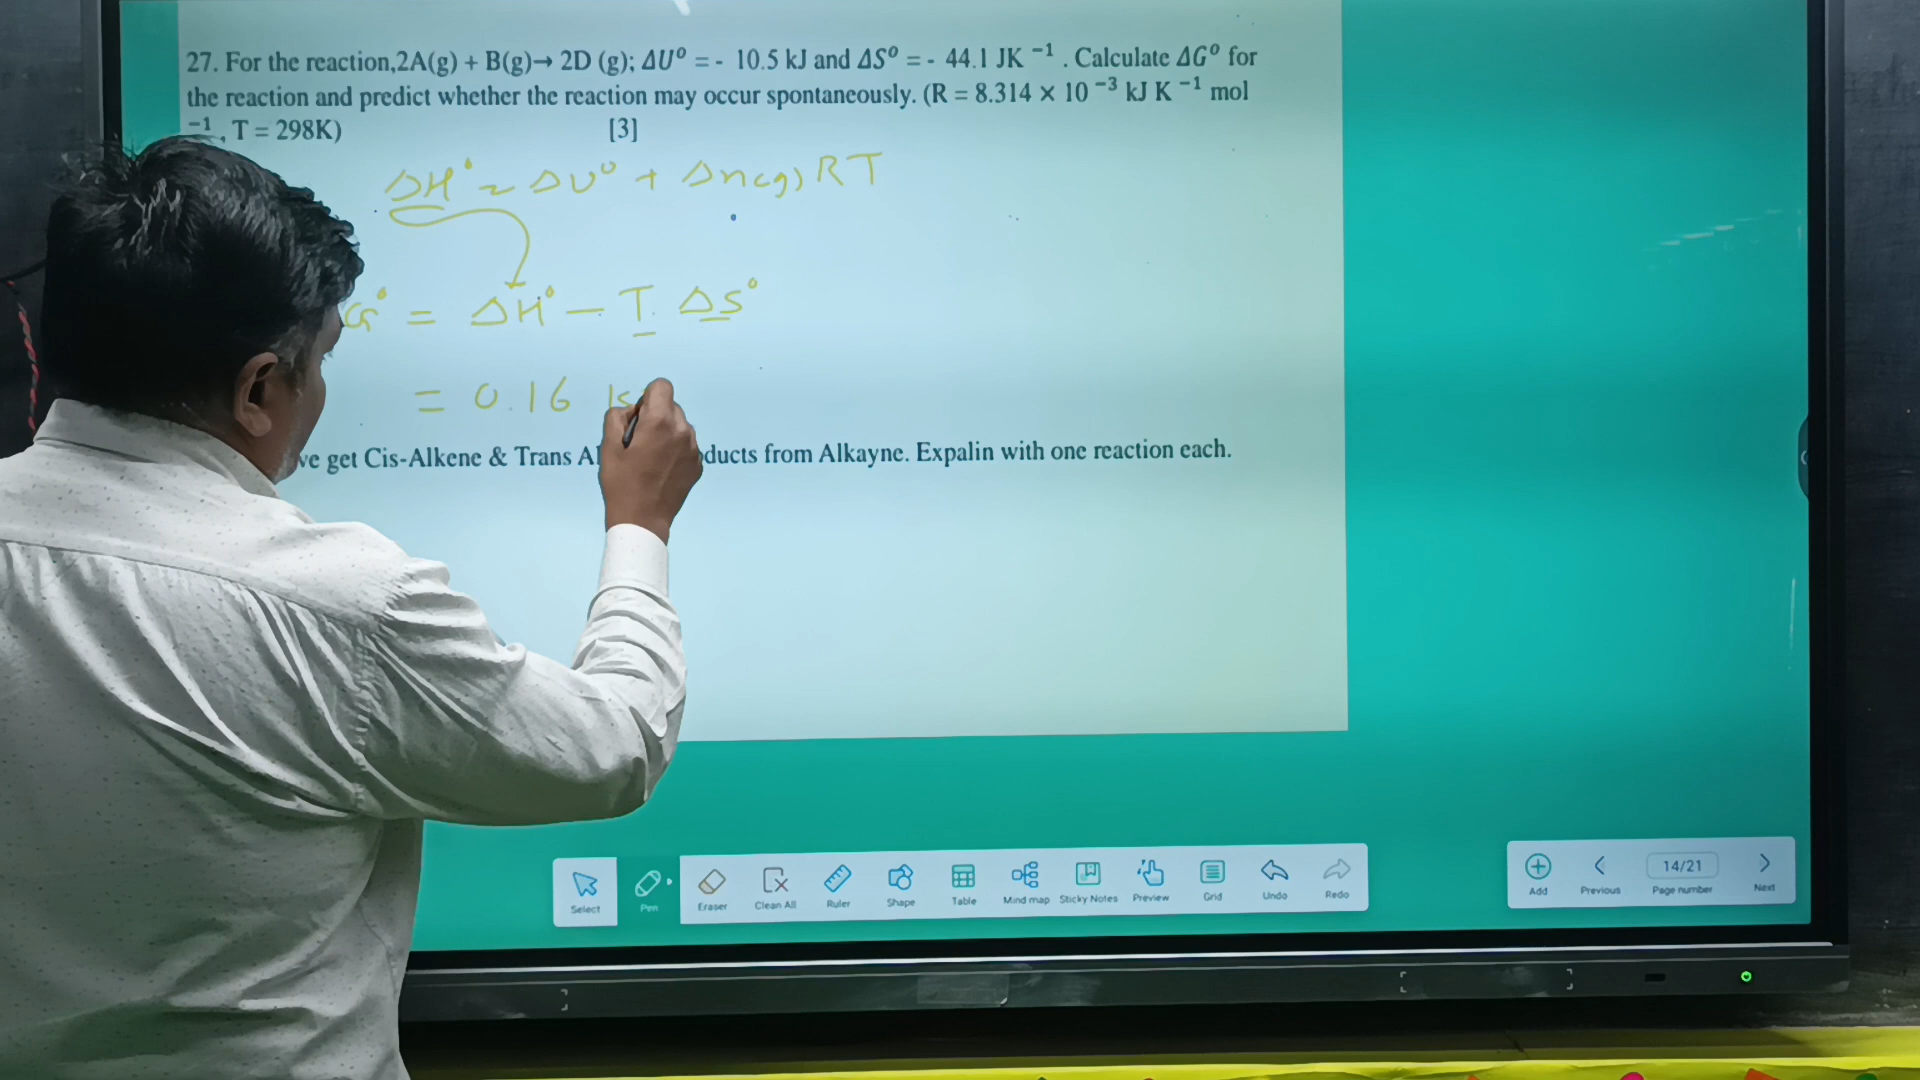 27. For the reaction,2A(g) + B(g)→ 2D (g); ΔU⁰ = - 10.5 kJ and ΔS⁰ = - 44.1 JK ⁻¹ . Calculate ΔG⁰ for
the reaction and predict whether the reaction may occur spontaneously. (R = 8.314 × 10 ⁻³ kJ K ⁻¹ mol
⁻¹, T = 298K) [3]
ΔH° = ΔU⁰ + Δn(g) RT
G° = ΔH° - T. ΔS°
= 0.16 k
ve get Cis-Alkene & Trans Al ducts from Alkayne. Expalin with one reaction each.
Select Pen Eraser Clean All Ruler Shape Table Mind map Sticky Notes Preview Grid Undo Redo
Add Previous 14/21 Page number Next